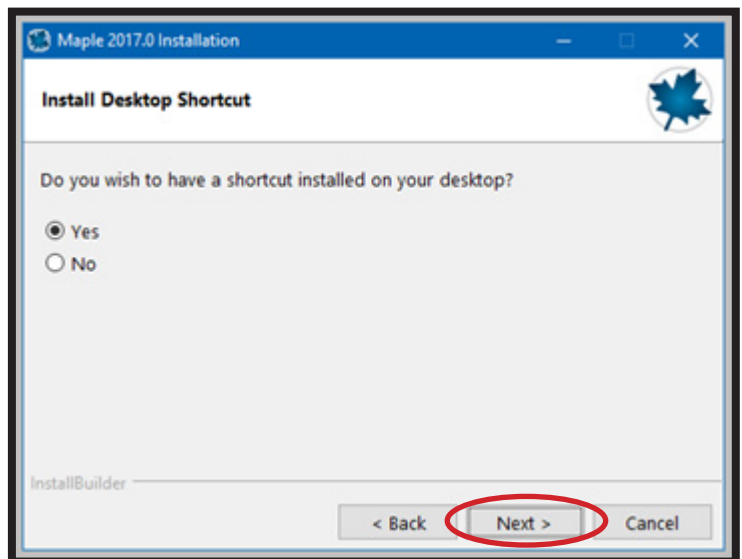 Maple 2017.0 Installation
Install Desktop Shortcut
Do you wish to have a shortcut installed on your desktop?
Yes
No
InstallBuilder
< Back Next > Cancel